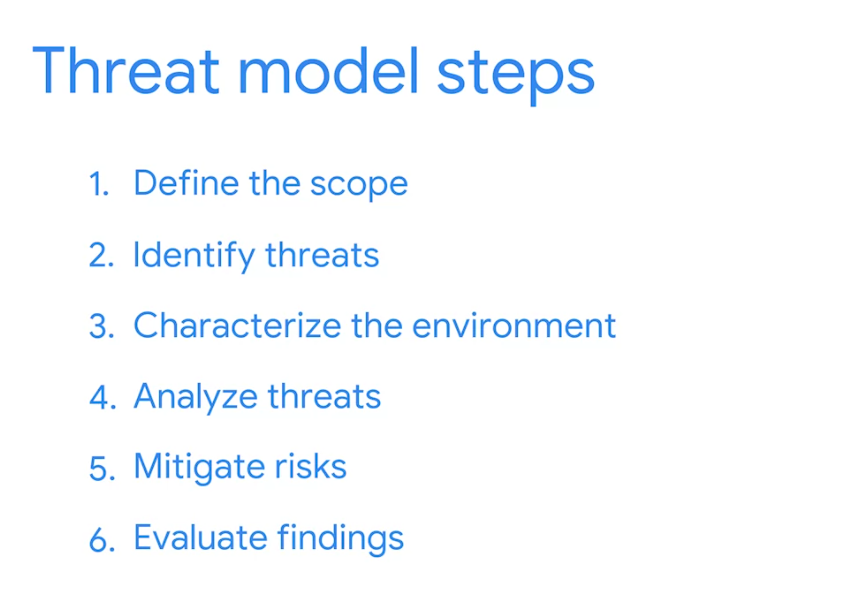 Threat model steps
1. Define the scope
2. Identify threats
3. Characterize the environment
4. Analyze threats
5. Mitigate risks
6. Evaluate findings